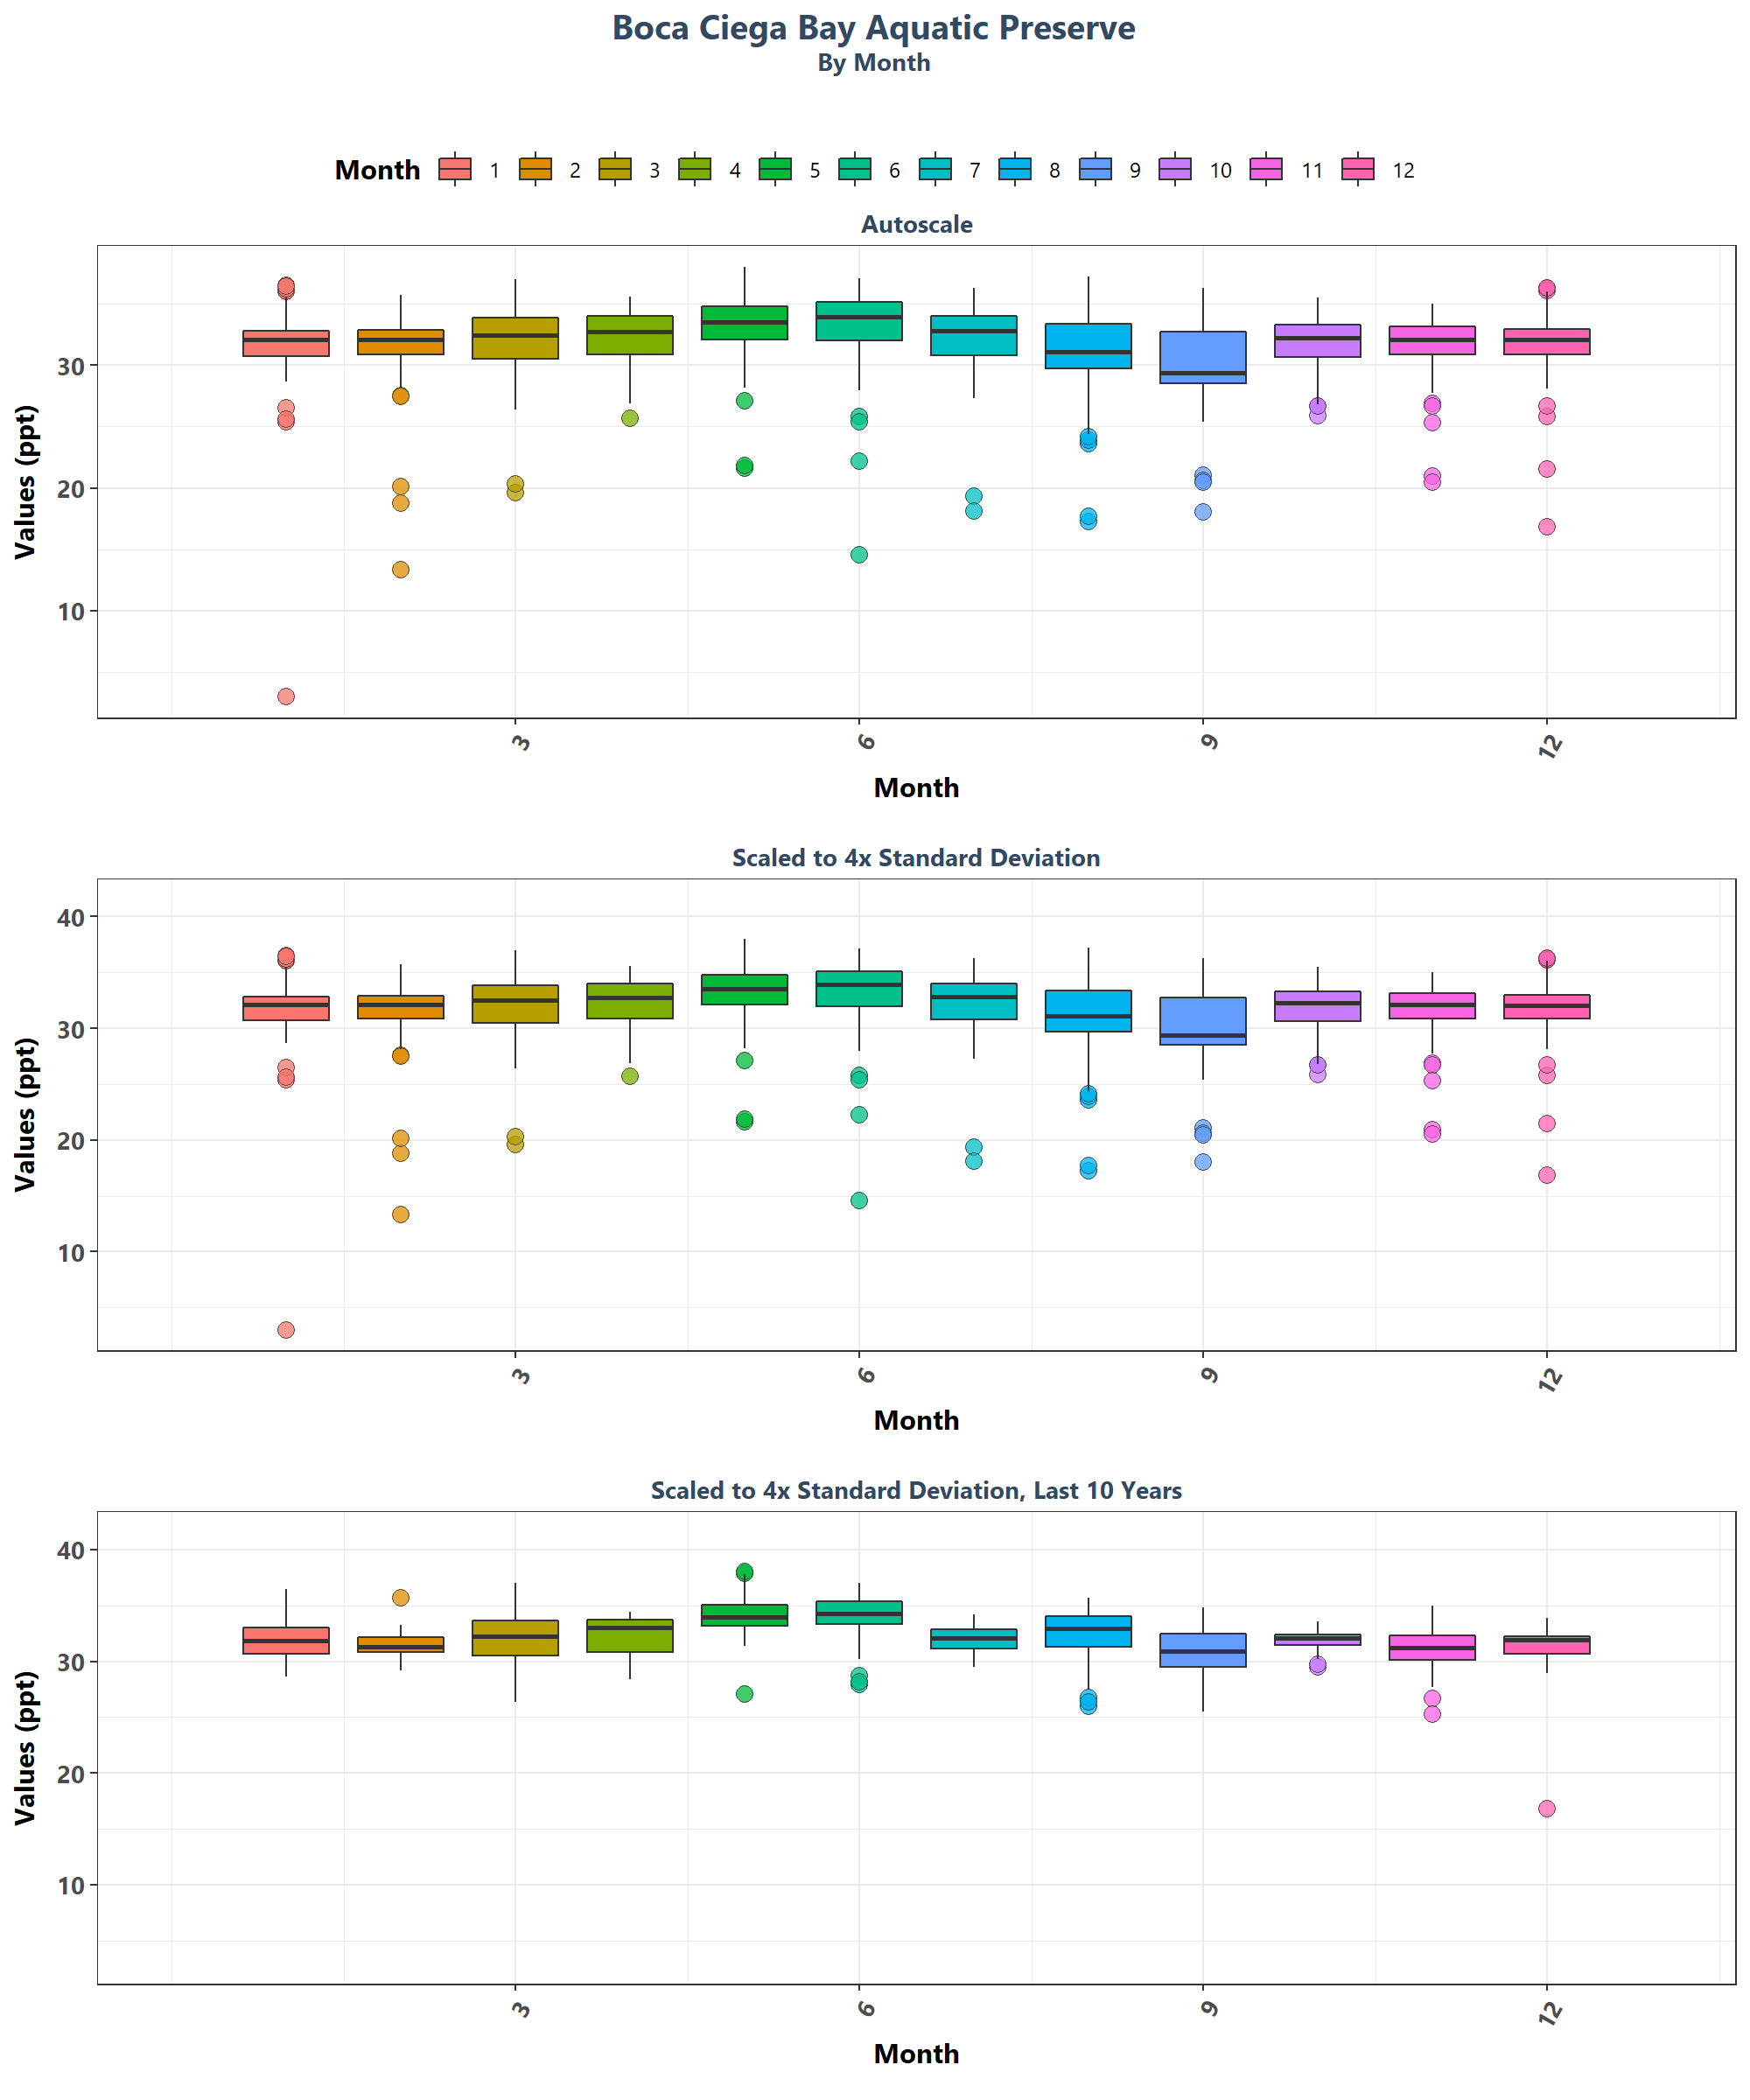 Boca Ciega Bay Aquatic Preserve
By Month
Month 1 2 3 4 5 6 7 8 9 10 11 12
Autoscale
Values (ppt)
30
20
10
3 6 9 12
Month
Scaled to 4x Standard Deviation
Values (ppt)
40
30
20
10
3 6 9 12
Month
Scaled to 4x Standard Deviation, Last 10 Years
Values (ppt)
40
30
20
10
3 6 9 12
Month